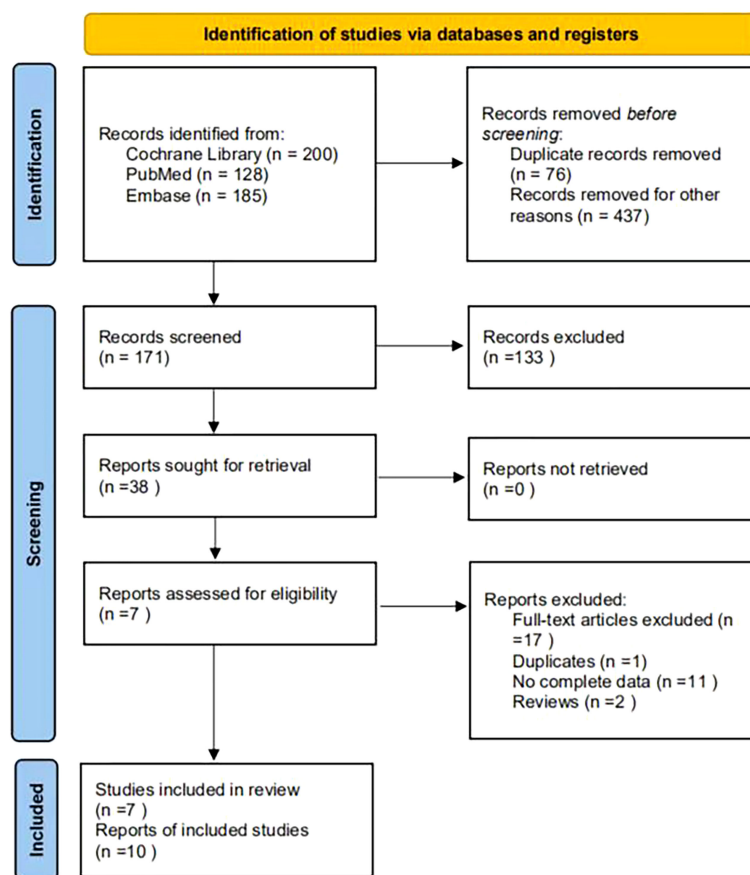 Identification of studies via databases and registers
Identification
Records identified from:
Cochrane Library (n = 200)
PubMed (n = 128)
Embase (n = 185)
Records removed before
screening:
Duplicate records removed
(n = 76)
Records removed for other
reasons (n = 437)
Screening
Records screened
(n = 171)
Records excluded
(n =133 )
Reports sought for retrieval
(n =38 )
Reports not retrieved
(n =0 )
Reports assessed for eligibility
(n =7 )
Reports excluded:
Full-text articles excluded (n
=17 )
Duplicates (n =1)
No complete data (n =11 )
Reviews (n =2 )
Included
Studies included in review
(n =7 )
Reports of included studies
(n =10 )